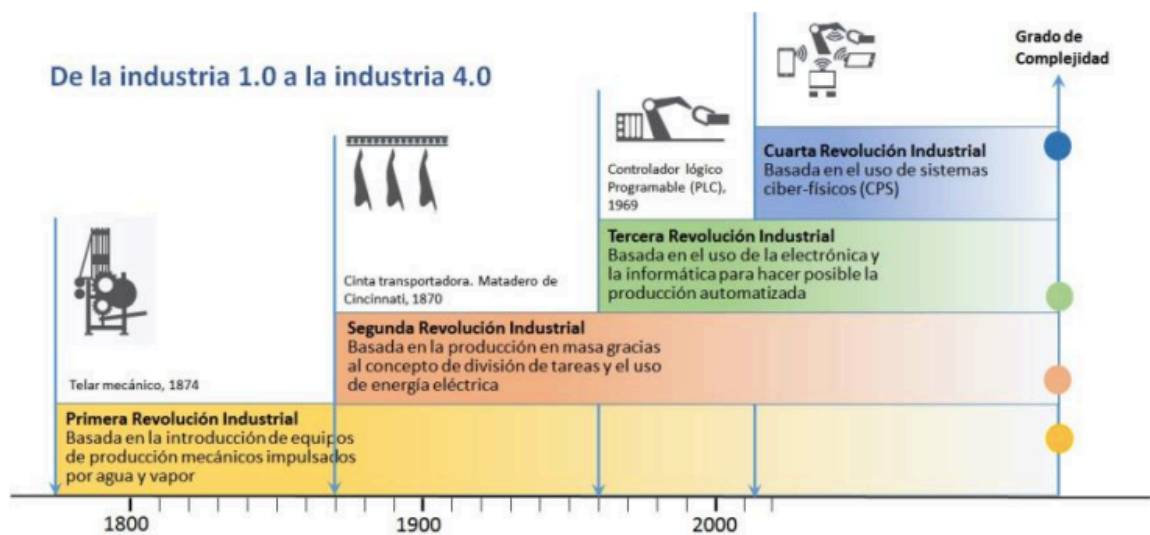 De la industria 1.0 a la industria 4.0
Grado de
Complejidad
Cuarta Revolución Industrial
Basada en el uso de sistemas
ciber-físicos (CPS)
Controlador lógico
Programable (PLC),
1969
Tercera Revolución Industrial
Basada en el uso de la electrónica y
la informática para hacer posible la
producción automatizada
Cinta transportadora. Matadero de
Cincinnati, 1870
Segunda Revolución Industrial
Basada en la producción en masa gracias
al concepto de división de tareas y el uso
de energía eléctrica
Telar mecánico, 1874
Primera Revolución Industrial
Basada en la introducción de equipos
de producción mecánicos impulsados
por agua y vapor
1800
1900
2000